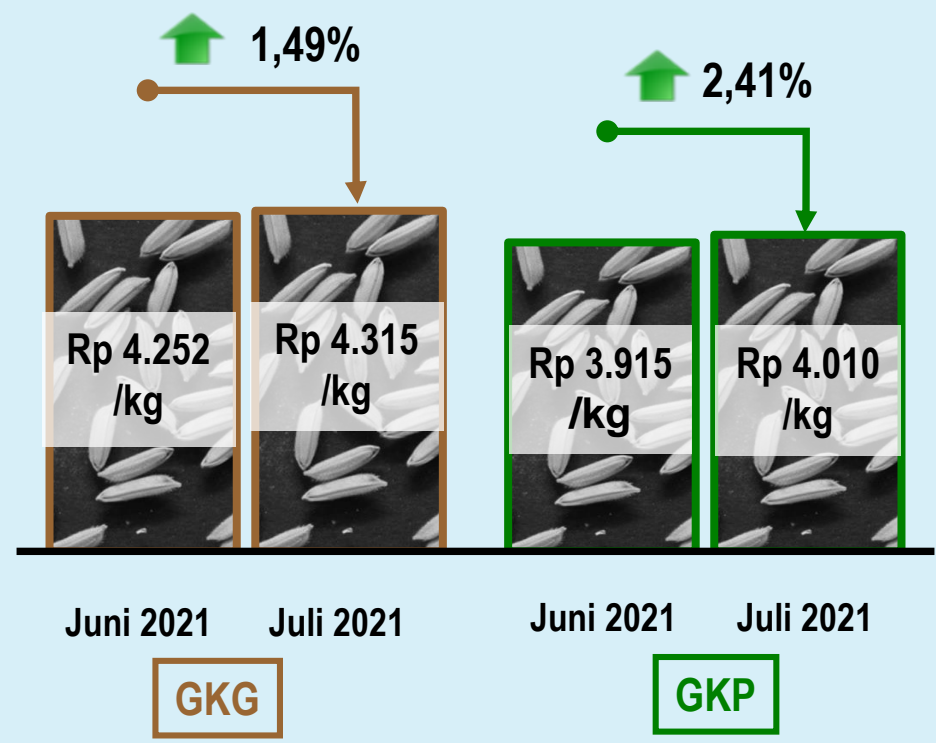 1,49%
2,41%
Rp 4.252
/kg
Rp 4.315
/kg
Rp 3.915
/kg
Rp 4.010
/kg
Juni 2021
Juli 2021
Juni 2021
Juli 2021
GKG
GKP